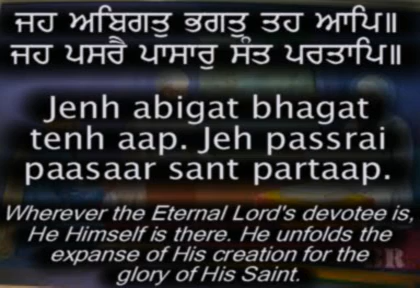 ਜਹ ਅਬਿਗਤੁ ਭਗਤੁ ਤਹ ਆਪਿ॥
ਜਹ ਪਸਰੈ ਪਾਸਾਰੁ ਸੰਤ ਪਰਤਾਪਿ॥
Jenh abigat bhagat
tenh aap. Jeh passrai
paasaar sant partaap.
Wherever the Eternal Lord's devotee is,
He Himself is there. He unfolds the
expanse of His creation for the
glory of His Saint.